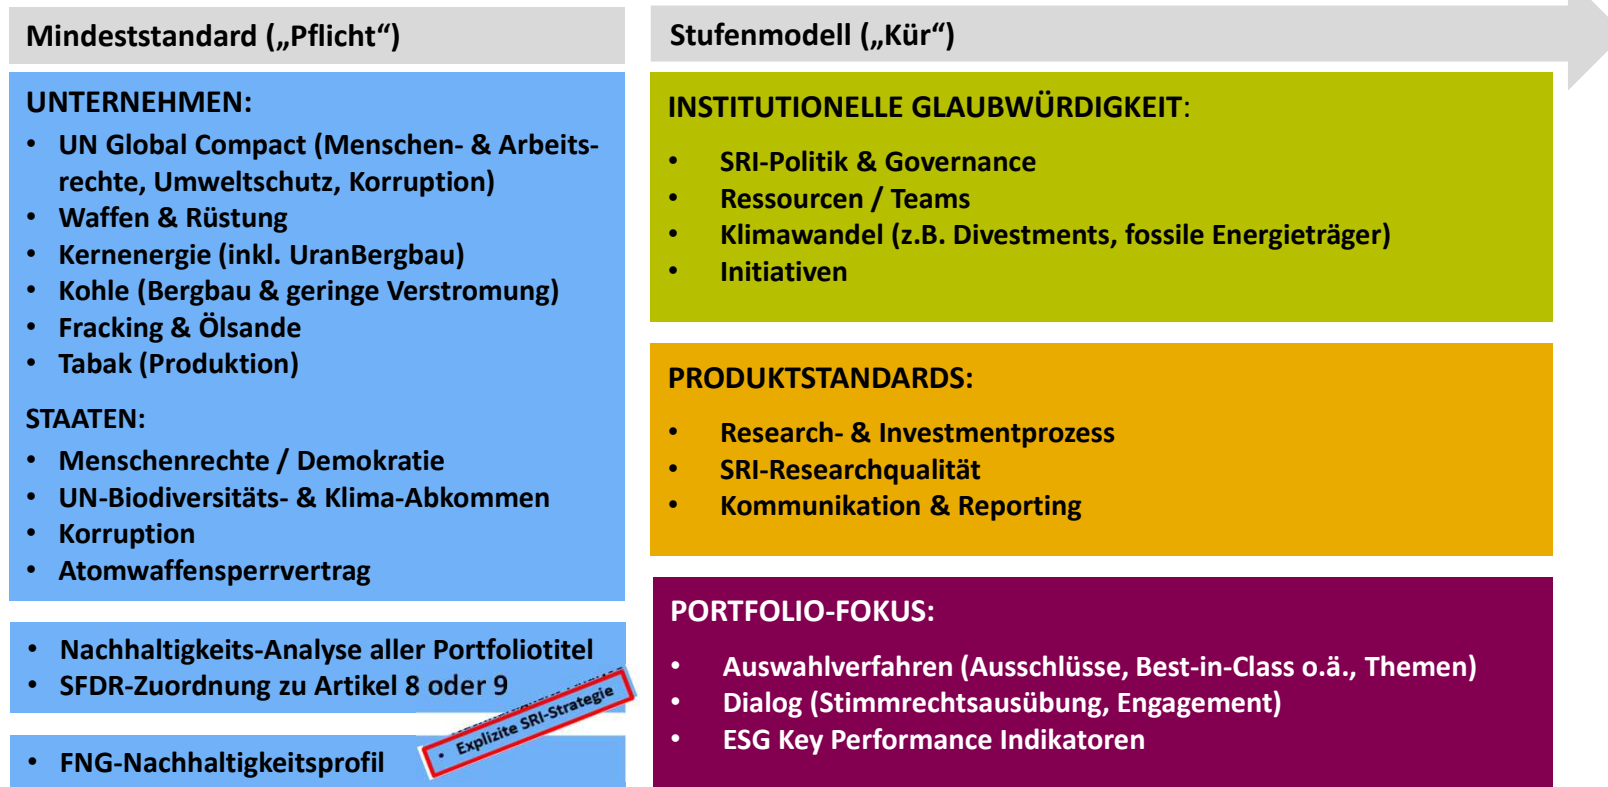 Mindeststandard („Pflicht“)
UNTERNEHMEN:
• UN Global Compact (Menschen- & Arbeits-
rechte, Umweltschutz, Korruption)
• Waffen & Rüstung
• Kernenergie (inkl. UranBergbau)
• Kohle (Bergbau & geringe Verstromung)
• Fracking & Ölsande
• Tabak (Produktion)
STAATEN:
• Menschenrechte / Demokratie
• UN-Biodiversitäts- & Klima-Abkommen
• Korruption
• Atomwaffensperrvertrag
• Nachhaltigkeits-Analyse aller Portfoliotitel
• SFDR-Zuordnung zu Artikel 8 oder 9
• Explizite SRI-Strategie
• FNG-Nachhaltigkeitsprofil
Stufenmodell („Kür“)
INSTITUTIONELLE GLAUBWÜRDIGKEIT:
• SRI-Politik & Governance
• Ressourcen / Teams
• Klimawandel (z.B. Divestments, fossile Energieträger)
• Initiativen
PRODUKTSTANDARDS:
• Research- & Investmentprozess
• SRI-Researchqualität
• Kommunikation & Reporting
PORTFOLIO-FOKUS:
• Auswahlverfahren (Ausschlüsse, Best-in-Class o.ä., Themen)
• Dialog (Stimmrechtsausübung, Engagement)
• ESG Key Performance Indikatoren